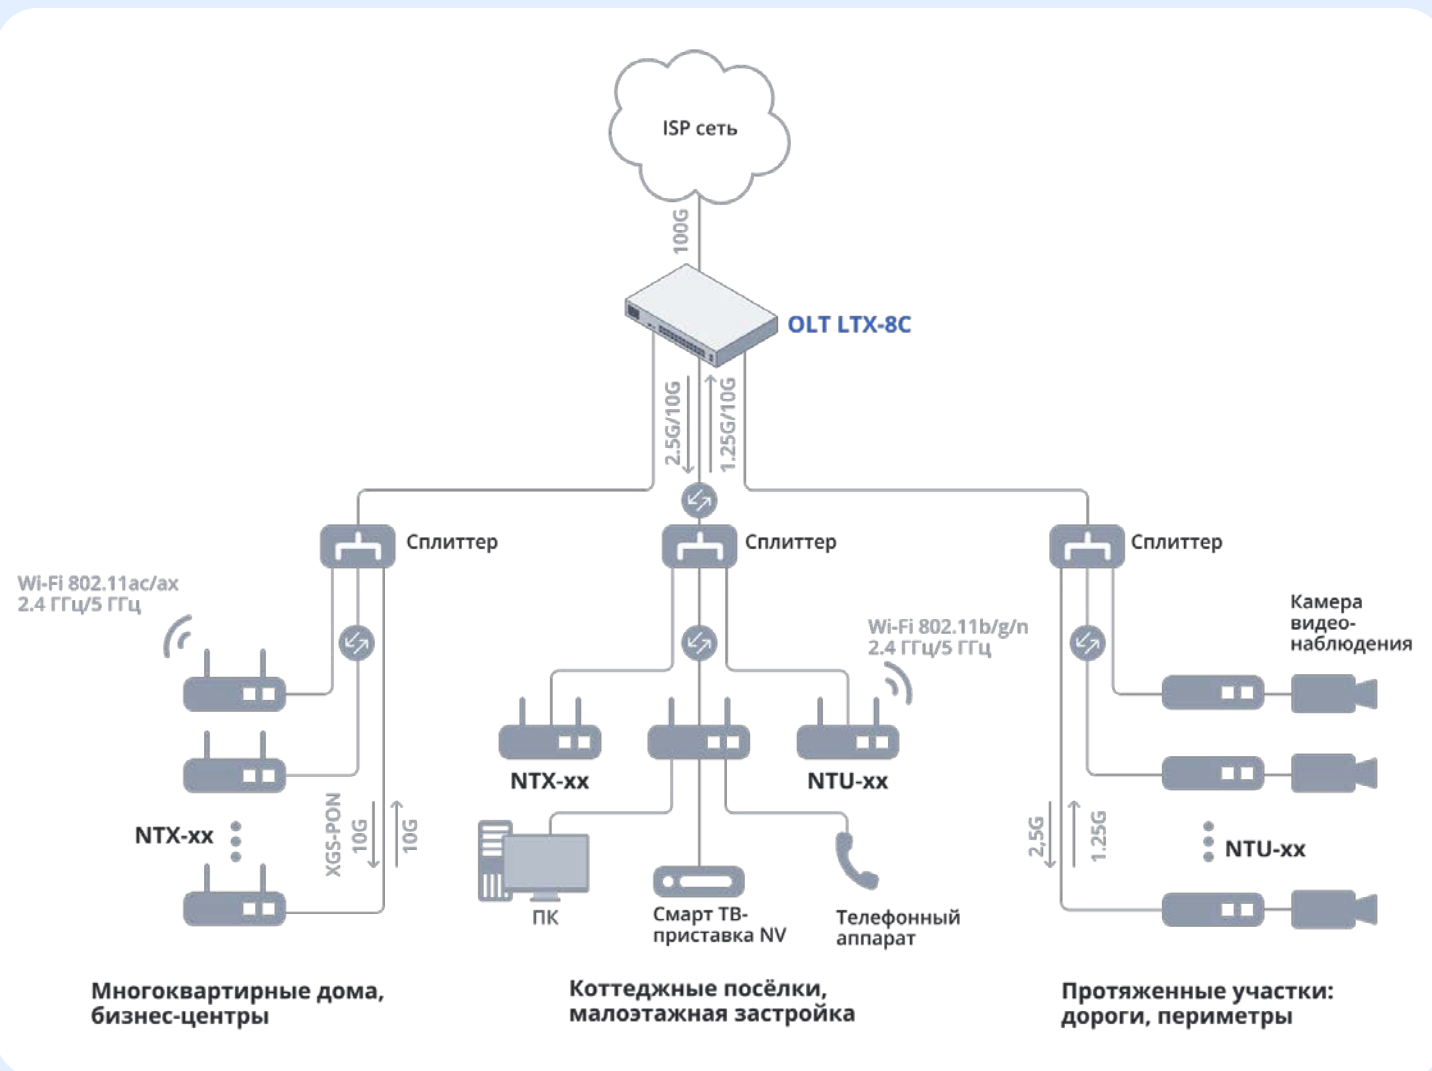 ISP сеть
100G
OLT LTX-8C
2.5G/10G
1.25G/10G
Сплиттер
Сплиттер
Сплиттер
Wi-Fi 802.11ac/ax
2.4 ГГц/5 ГГц
Wi-Fi 802.11b/g/n
2.4 ГГц/5 ГГц
Камера
видео-
наблюдения
NTX-xx
XGS-PON
10G
10G
NTX-xx
NTU-xx
ПК
Смарт ТВ-
приставка NV
Телефонный
аппарат
2,5G
1.25G
NTU-xx
Многоквартирные дома,
бизнес-центры
Коттеджные посёлки,
малоэтажная застройка
Протяженные участки:
дороги, периметры